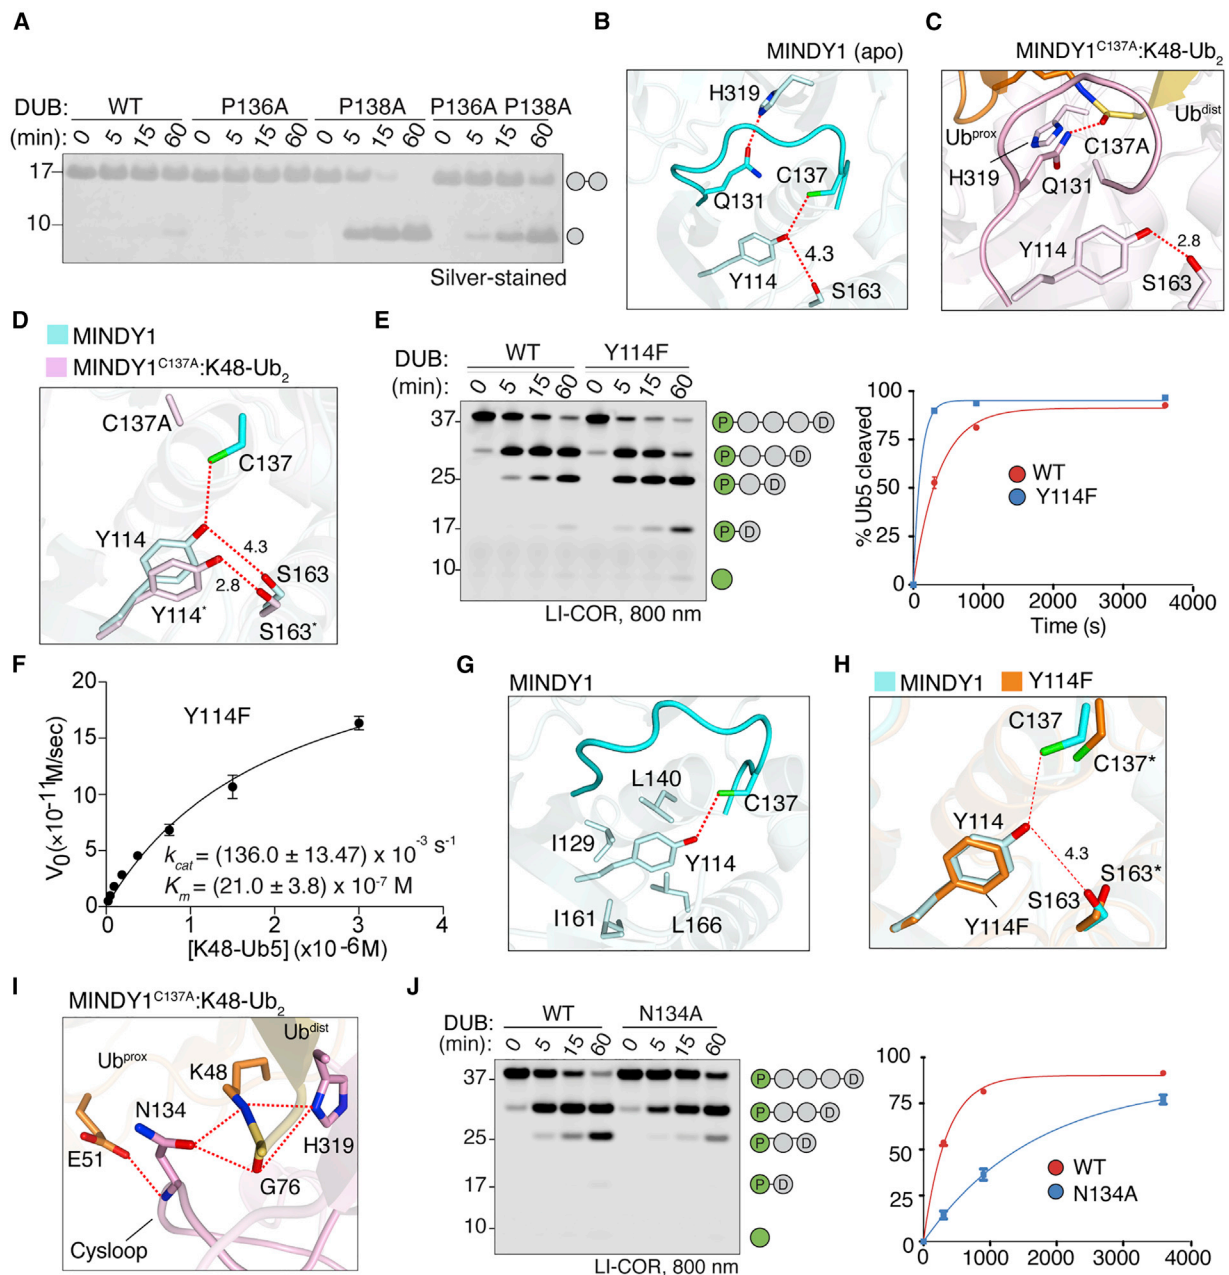 A
DUB: WT P136A P138A P136A P138A
(min): 0 5 15 60 0 5 15 60 0 5 15 60 0 5 15 60
17
10
Silver-stained
B
MINDY1 (apo)
H319
C137
Q131
4.3
Y114
S163
C
MINDY1C137A:K48-Ub2
Ubdist
Ubprox
C137A
H319
Q131
Y114
2.8
S163
D
MINDY1
MINDY1C137A:K48-Ub2
C137A
C137
Y114
4.3
S163
2.8
Y114*
S163*
E
DUB: WT Y114F
(min): 0 5 15 60 0 5 15 60
37
25
17
10
P D
P D
P D
P D
LI-COR, 800 nm
% Ub5 cleaved
100
75
50
25
0
WT
Y114F
0 1000 2000 3000 4000
Time (s)
F
V0(×10-11M/sec)
20
15
10
5
0
Y114F
kcat = (136.0 ± 13.47) x 10-3 s-1
Km = (21.0 ± 3.8) x 10-7 M
0 1 2 3 4
[K48-Ub5] (x10-6M)
G
MINDY1
L140
C137
I129
Y114
I161
L166
H
MINDY1 Y114F
C137
C137*
Y114
4.3
S163*
S163
Y114F
I
MINDY1C137A:K48-Ub2
Ubdist
Ubprox
K48
N134
H319
E51
G76
Cysloop
J
DUB: WT N134A
(min): 0 5 15 60 0 5 15 60
37
25
17
10
P D
P D
P D
P D
LI-COR, 800 nm
100
75
50
25
0
WT
N134A
0 1000 2000 3000 4000